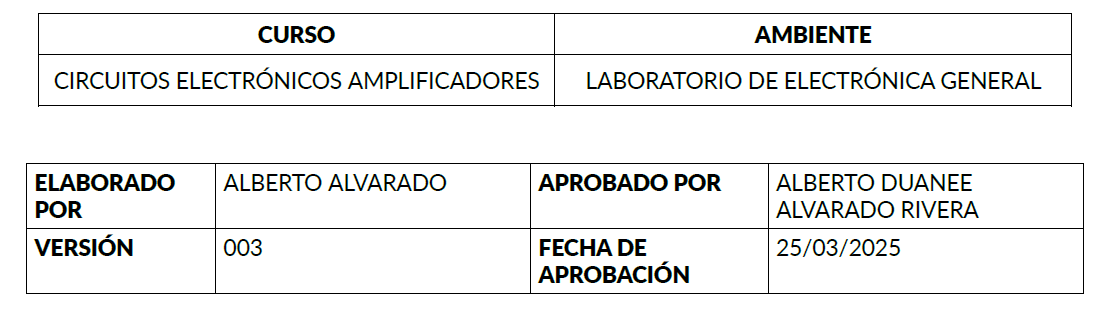 CURSO AMBIENTE
CIRCUITOS ELECTRÓNICOS AMPLIFICADORES LABORATORIO DE ELECTRÓNICA GENERAL
ELABORADO POR ALBERTO ALVARADO APROBADO POR ALBERTO DUANEE ALVARADO RIVERA
VERSIÓN 003 FECHA DE APROBACIÓN 25/03/2025